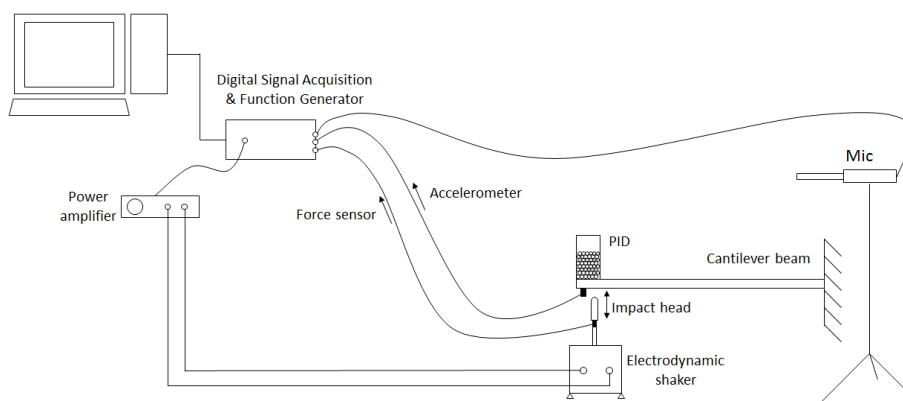 Digital Signal Acquisition
& Function Generator
Mic
Power
amplifier
Accelerometer
Force sensor
PID
Cantilever beam
Impact head
Electrodynamic
shaker